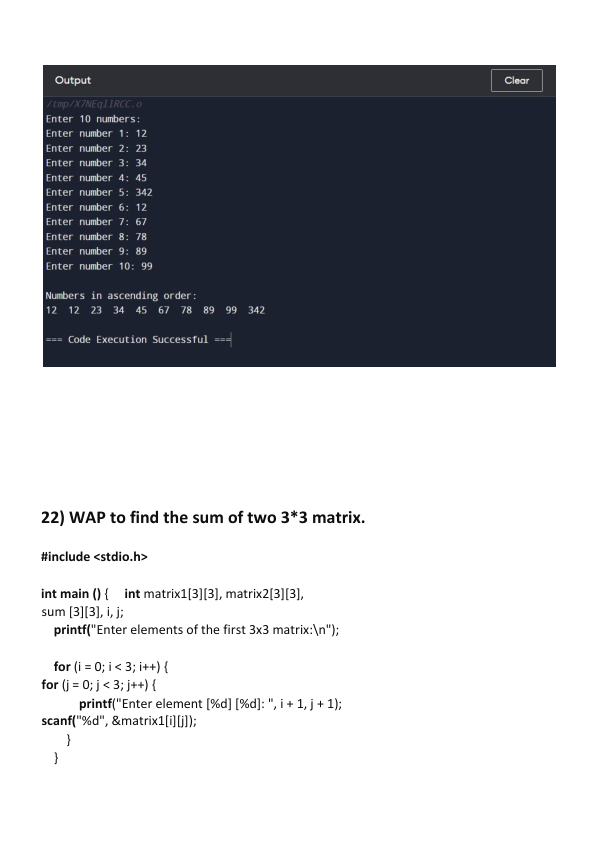 Output
Clear
/tmp/X7NEqllRCC.o
Enter 10 numbers:
Enter number 1: 12
Enter number 2: 23
Enter number 3: 34
Enter number 4: 45
Enter number 5: 342
Enter number 6: 12
Enter number 7: 67
Enter number 8: 78
Enter number 9: 89
Enter number 10: 99
Numbers in ascending order:
12  12  23  34  45  67  78  89  99  342
=== Code Execution Successful ===
22) WAP to find the sum of two 3*3 matrix.
#include <stdio.h>
int main () {    int matrix1[3][3], matrix2[3][3],
sum [3][3], i, j;
printf("Enter elements of the first 3x3 matrix:\n");
for (i = 0; i < 3; i++) {
for (j = 0; j < 3; j++) {
printf("Enter element [%d] [%d]: ", i + 1, j + 1);
scanf("%d", &matrix1[i][j]);
}
}